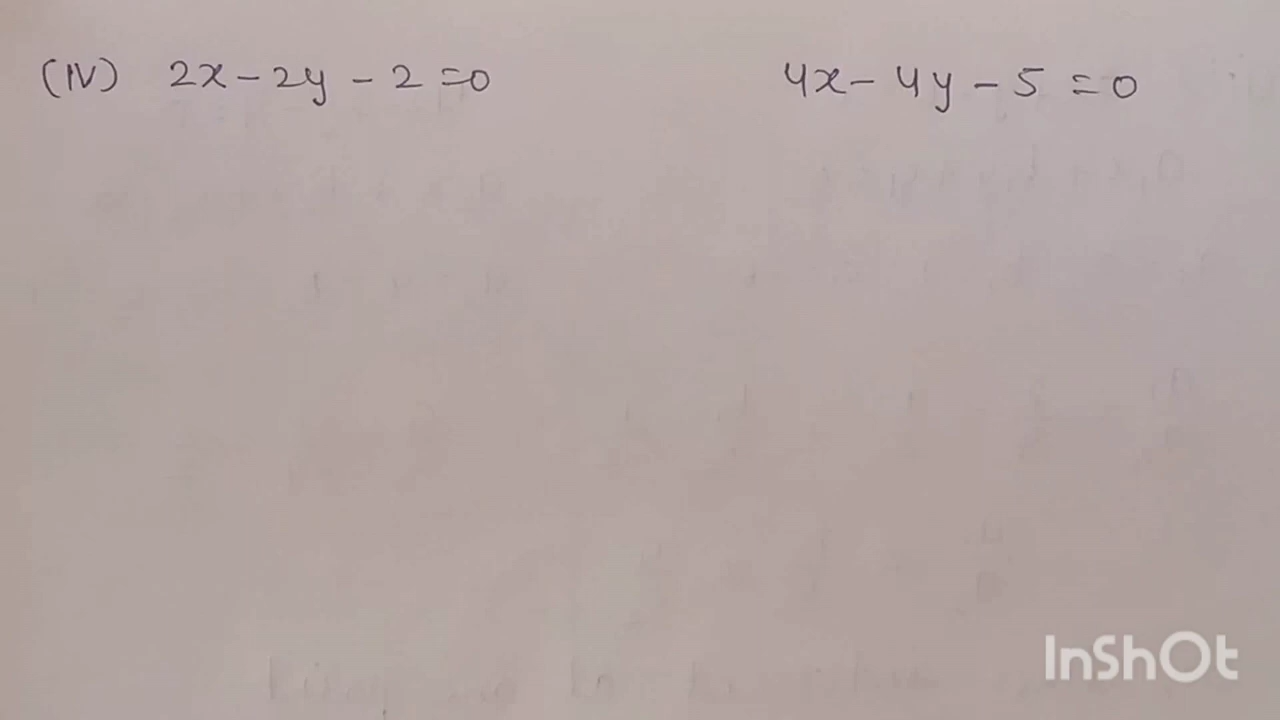 (IV) 2x - 2y - 2 = 0 4x - 4y - 5 = 0
InShOt